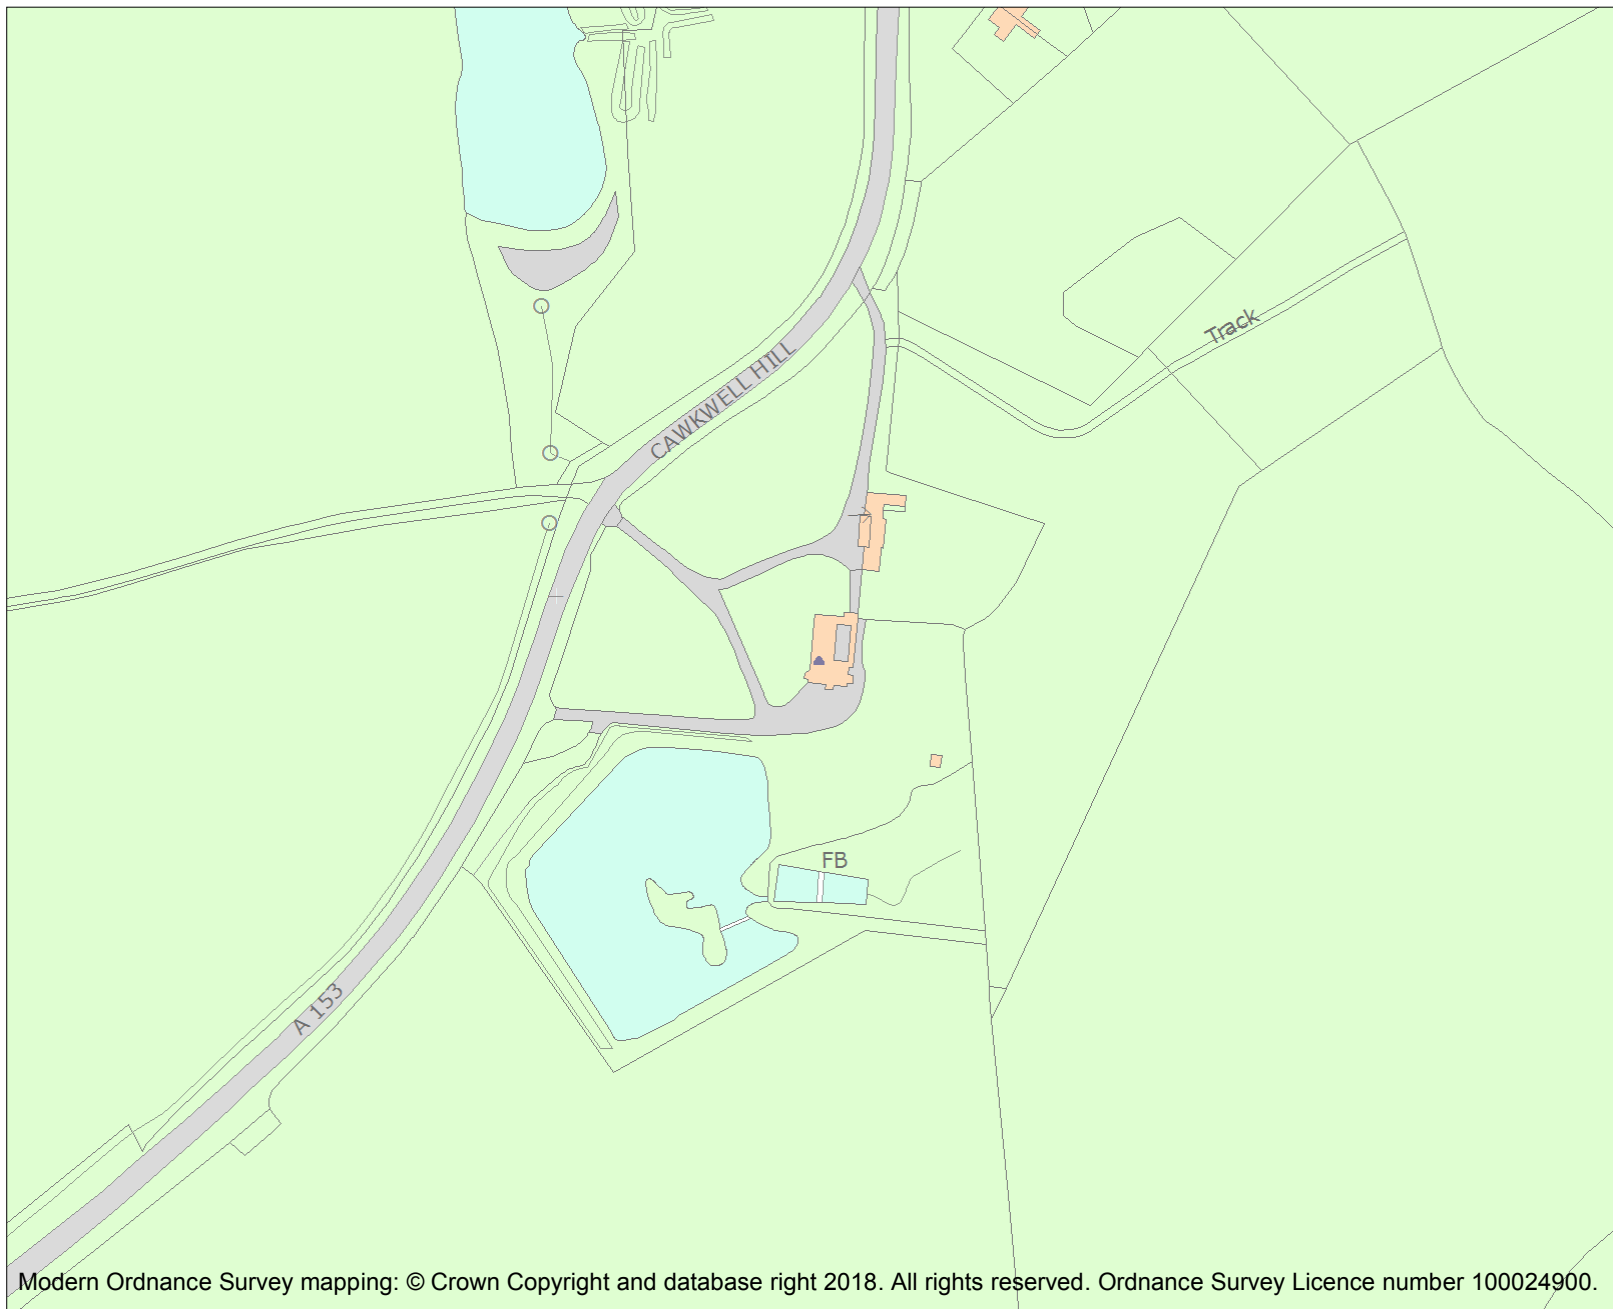 Track
CAWKWELL HILL
FB
A 153
Modern Ordnance Survey mapping: © Crown Copyright and database right 2018. All rights reserved. Ordnance Survey Licence number 100024900.